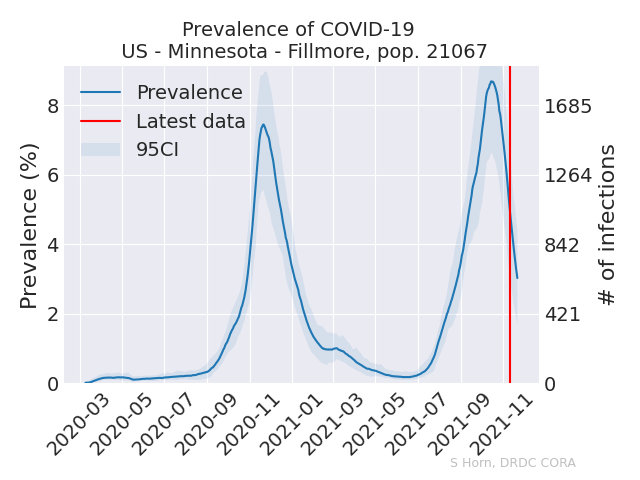 Prevalence of COVID-19
US - Minnesota - Fillmore, pop. 21067
Prevalence
Latest data
95CI
Prevalence (%)
8
6
4
2
0
1685
1264
842
421
0
# of infections
2020-03
2020-05
2020-07
2020-09
2020-11
2021-01
2021-03
2021-05
2021-07
2021-09
2021-11
S Horn, DRDC CORA